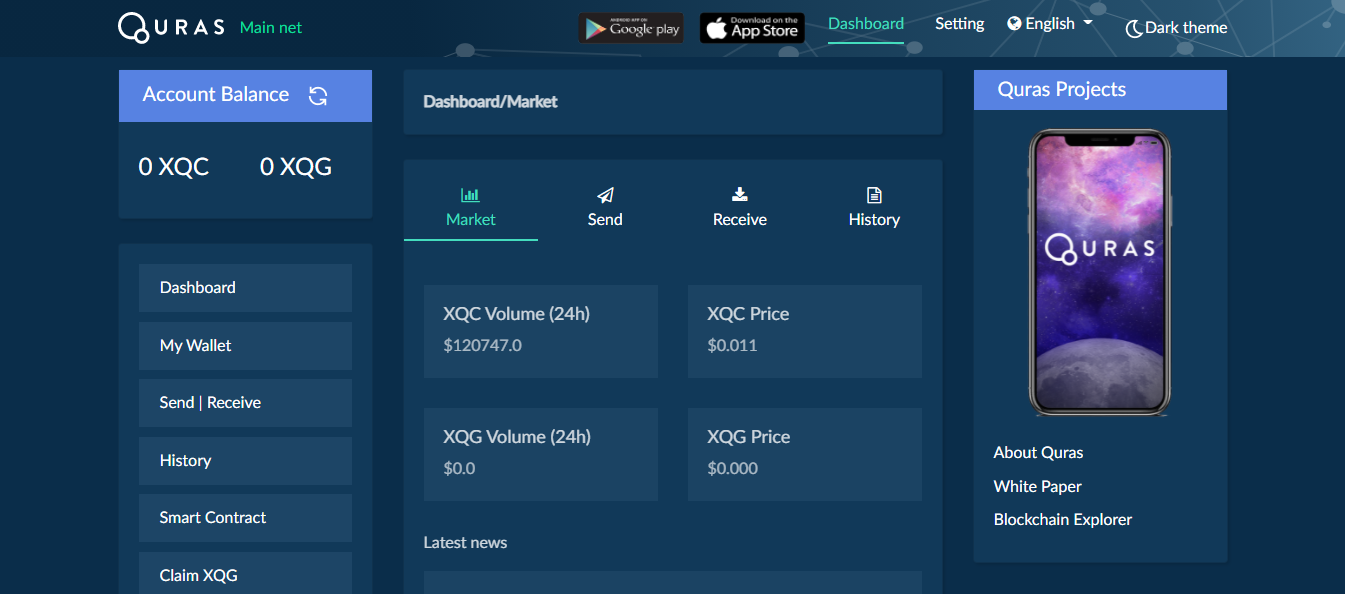 QURAS Main net
ANDROID APP ON
Google play
Download on the
App Store
Dashboard
Setting
English
Dark theme
Account Balance
0 XQC 0 XQG
Dashboard
My Wallet
Send | Receive
History
Smart Contract
Claim XQG
Dashboard/Market
Market Send Receive History
XQC Volume (24h)
$120747.0
XQC Price
$0.011
XQG Volume (24h)
$0.0
XQG Price
$0.000
Latest news
Quras Projects
QURAS
About Quras
White Paper
Blockchain Explorer